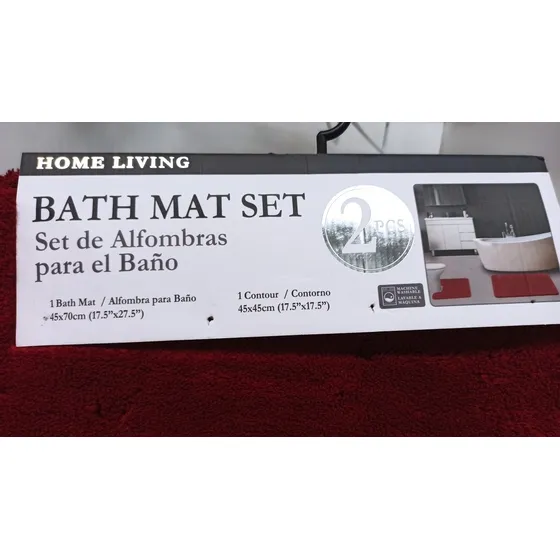 HOME LIVING
BATH MAT SET
Set de Alfombras
para el Baño
2
PCS
1 Bath Mat / Alfombra para Baño
45x70cm (17.5"x27.5")
1 Contour / Contorno
45x45cm (17.5"x17.5")
MACHINE
WASHABLE
LAVABLE A
MAQUINA